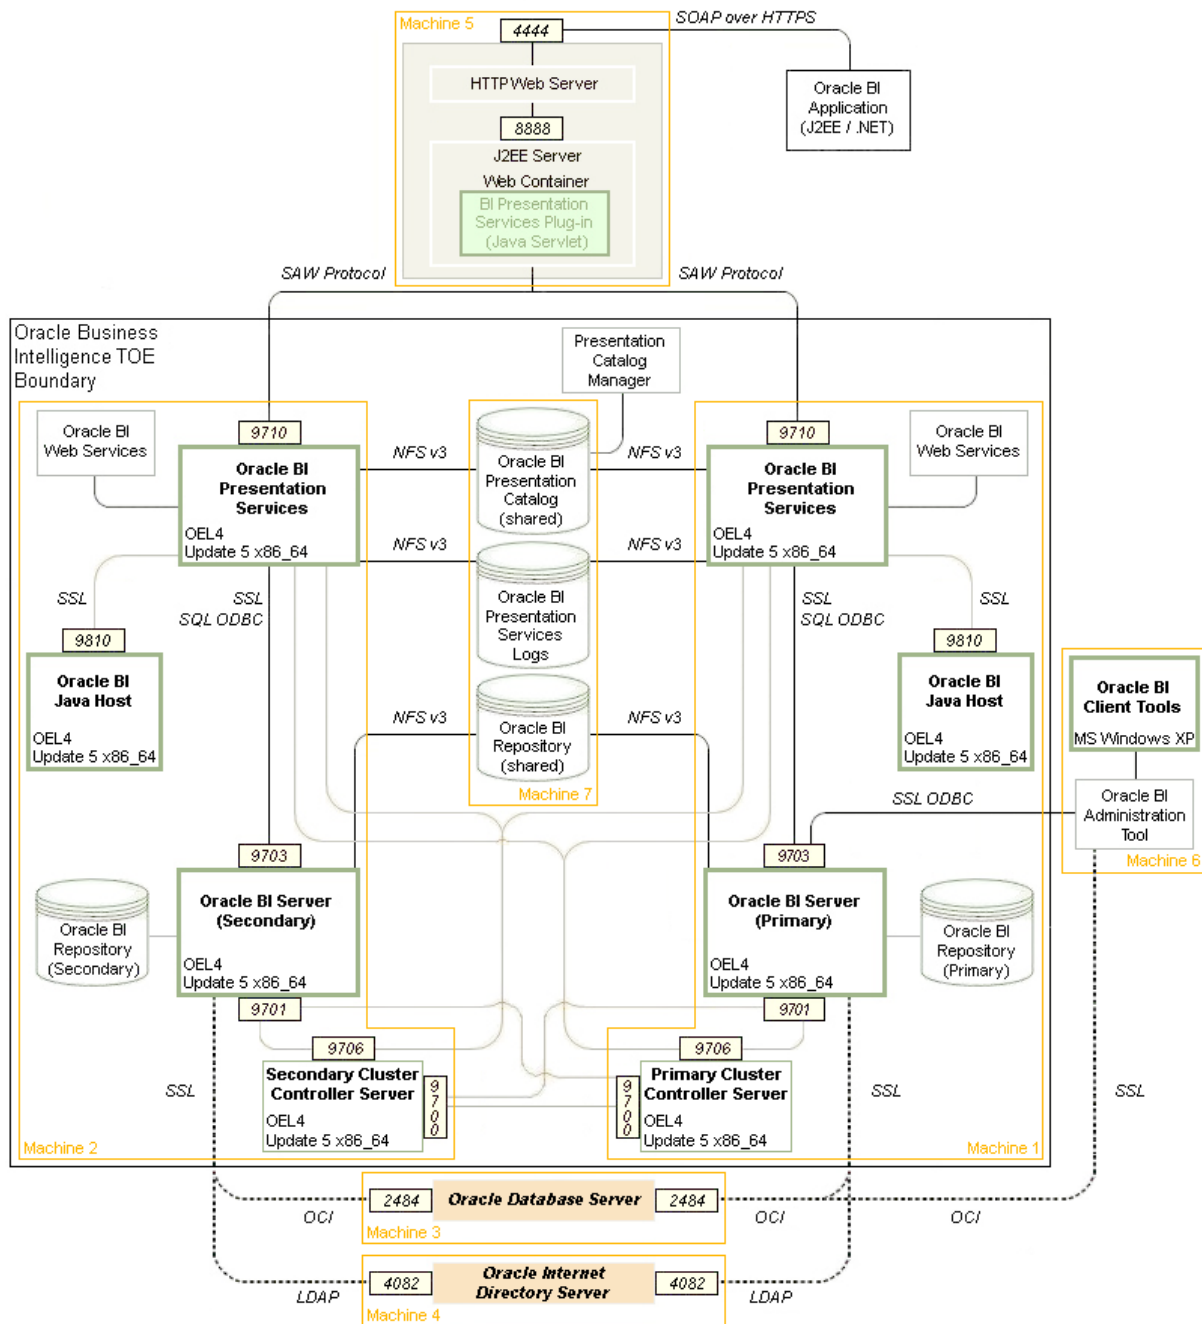 Machine 5
4444
SOAP over HTTPS
HTTP Web Server
Oracle BI
Application
(J2EE / .NET)
8888
J2EE Server
Web Container
BI Presentation
Services Plug-in
(Java Servlet)
SAW Protocol
SAW Protocol
Oracle Business
Intelligence TOE
Boundary
Presentation
Catalog
Manager
Oracle BI
Web Services
9710
Oracle BI
Presentation
Services
OEL4
Update 5 x86_64
NFS v3
Oracle BI
Presentation
Catalog
(shared)
NFS v3
9710
Oracle BI
Presentation
Services
OEL4
Update 5 x86_64
Oracle BI
Web Services
NFS v3
Oracle BI
Presentation
Services
Logs
NFS v3
SSL
SSL
SQL ODBC
SSL
SQL ODBC
SSL
9810
Oracle BI
Java Host
OEL4
Update 5 x86_64
9810
Oracle BI
Java Host
OEL4
Update 5 x86_64
Oracle BI
Client Tools
MS Windows XP
NFS v3
Oracle BI
Repository
(shared)
NFS v3
Machine 7
SSL ODBC
Oracle BI
Administration
Tool
Machine 6
9703
Oracle BI Server
(Secondary)
OEL4
Update 5 x86_64
9701
Oracle BI
Repository
(Secondary)
9703
Oracle BI Server
(Primary)
OEL4
Update 5 x86_64
9701
Oracle BI
Repository
(Primary)
9706
Secondary Cluster
Controller Server
OEL4
Update 5 x86_64
9700
9706
Primary Cluster
Controller Server
OEL4
Update 5 x86_64
9700
SSL
SSL
SSL
Machine 2
Machine 1
2484
Oracle Database Server
2484
OCI
OCI
OCI
Machine 3
4082
Oracle Internet
Directory Server
4082
LDAP
LDAP
Machine 4